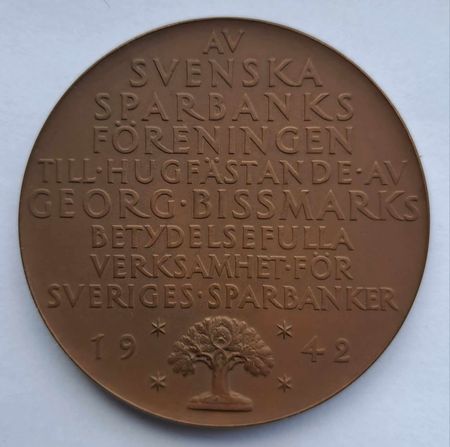 AV
SVENSKA
SPARBANKS
FÖRENINGEN
TILL·HUGFÄSTANDE·AV
GEORG·BISSMARKS
BETYDELSEFULLA
VERKSAMHET·FÖR
SVERIGES·SPARBANKER
19 42